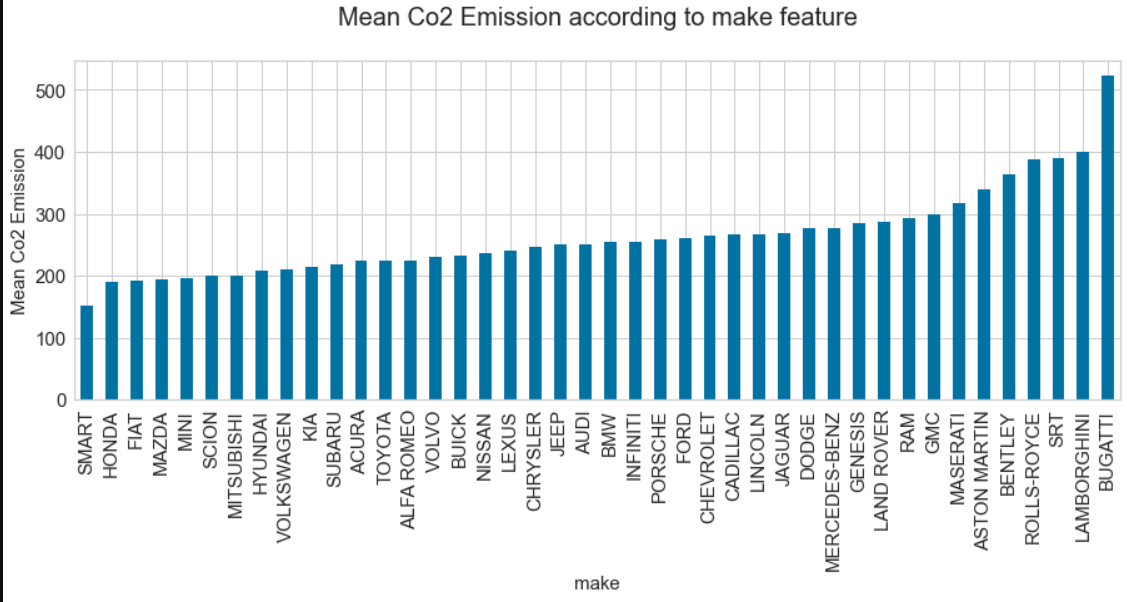 Mean Co2 Emission according to make feature
Mean Co2 Emission
500
400
300
200
100
0
SMART
HONDA
FIAT
MAZDA
MINI
SCION
MITSUBISHI
HYUNDAI
VOLKSWAGEN
KIA
SUBARU
ACURA
TOYOTA
ALFA ROMEO
VOLVO
BUICK
NISSAN
LEXUS
CHRYSLER
JEEP
AUDI
BMW
INFINITI
PORSCHE
FORD
CHEVROLET
CADILLAC
LINCOLN
JAGUAR
DODGE
MERCEDES-BENZ
GENESIS
LAND ROVER
RAM
GMC
MASERATI
ASTON MARTIN
BENTLEY
ROLLS-ROYCE
SRT
LAMBORGHINI
BUGATTI
make